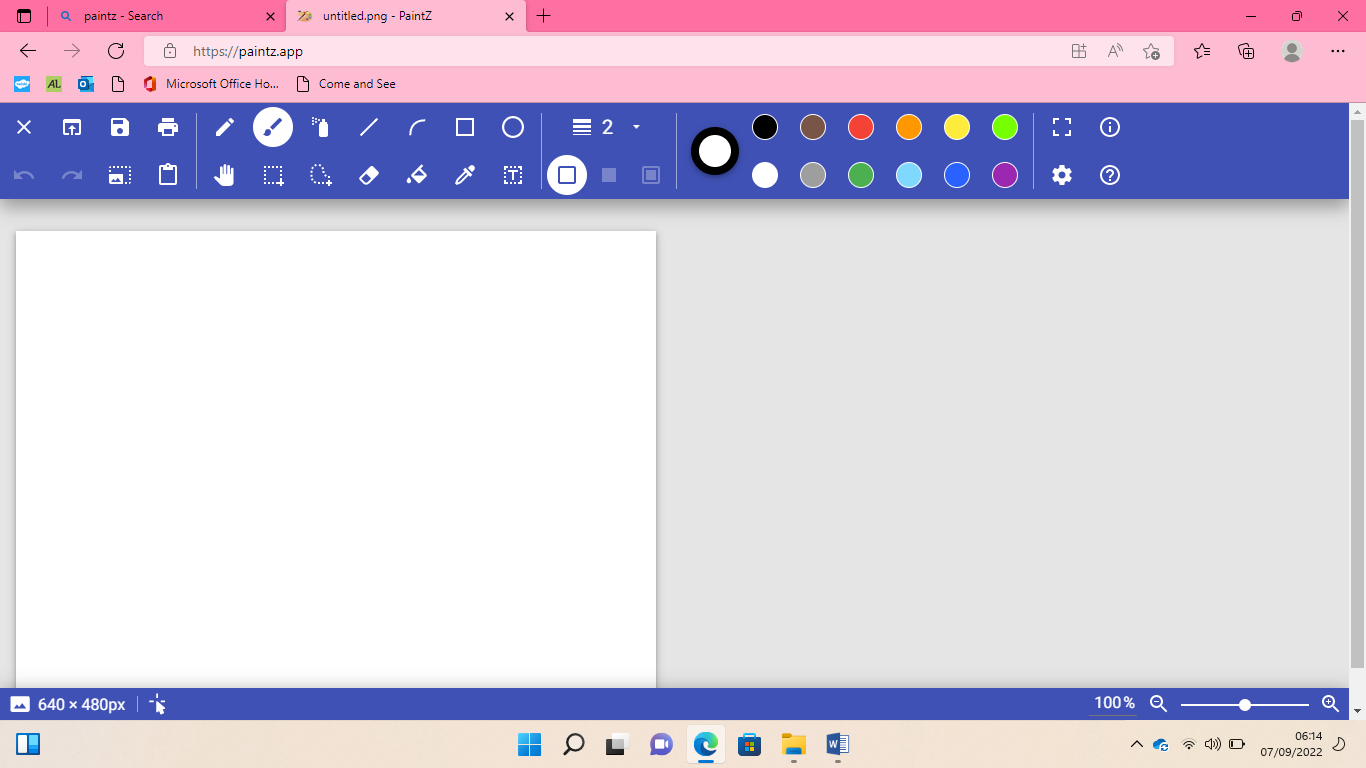 paintz - Search
untitled.png - PaintZ
https://paintz.app
AL
Microsoft Office Ho...
Come and See
2
640 × 480px
100%
06:14
07/09/2022